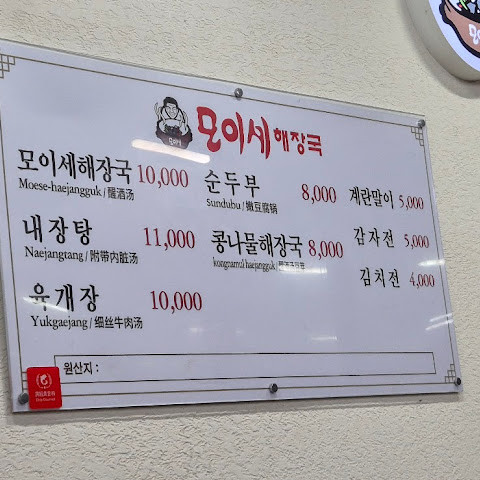 모이세 해장국
모이세해장국 10,000
Moese-haejangguk / 醒酒汤
내장탕 11,000
Naejangtang / 附带内脏汤
육개장 10,000
Yukgaejang / 细丝牛肉汤
순두부 8,000
Sundubu / 嫩豆腐锅
콩나물해장국 8,000
kongnamul haejangguk /
계란말이 5,000
감자전 5,000
김치전 4,000
원산지 :